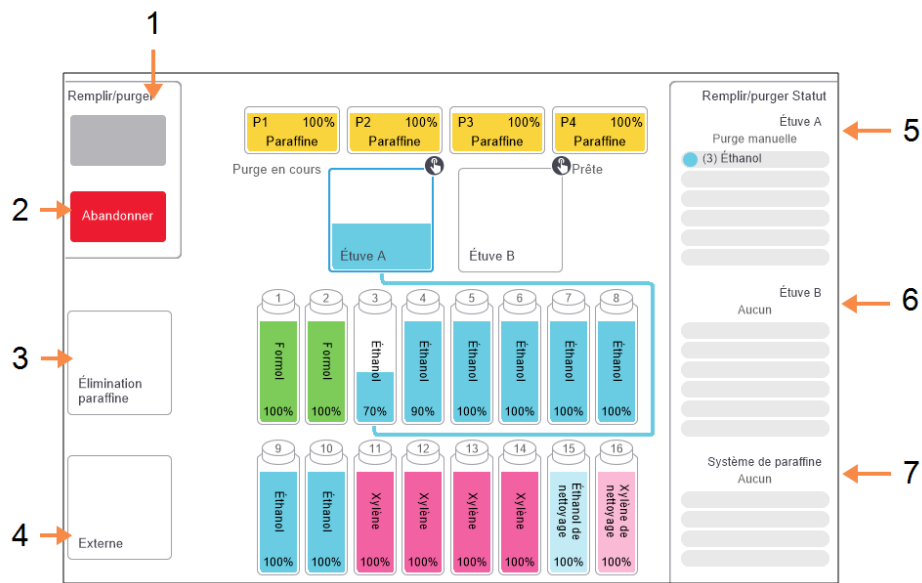 1
Remplir/purger
2
Abandonner
3
Élimination
paraffine
4
Externe
P1 100%
Paraffine
P2 100%
Paraffine
P3 100%
Paraffine
P4 100%
Paraffine
Purge en cours
Prête
Étuve A
Étuve B
1
Formol
100%
2
Formol
100%
3
Éthanol
70%
4
Éthanol
90%
5
Éthanol
100%
6
Éthanol
100%
7
Éthanol
100%
8
Éthanol
100%
9
Éthanol
100%
10
Éthanol
100%
11
Xylène
100%
12
Xylène
100%
13
Xylène
100%
14
Xylène
100%
15
Éthanol de
nettoyage
100%
16
Xylène de
nettoyage
100%
Remplir/purger Statut
Étuve A
Purge manuelle
(3) Éthanol
5
Étuve B
Aucun
6
Système de paraffine
Aucun
7